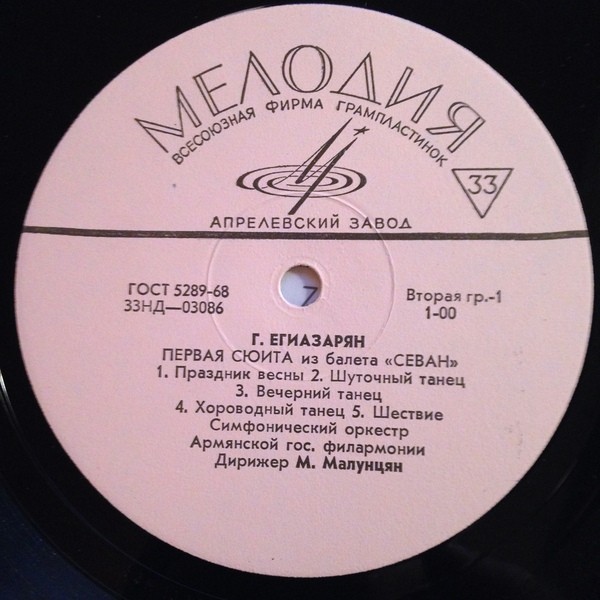 МЕЛОДИЯ
ВСЕСОЮЗНАЯ ФИРМА ГРАМПЛАСТИНОК
33
АПРЕЛЕВСКИЙ ЗАВОД
ГОСТ 5289-68
33НД—03086
7
Вторая гр.-1
1-00
Г. ЕГИАЗАРЯН
ПЕРВАЯ СЮИТА из балета «СЕВАН»
1. Праздник весны 2. Шуточный танец
3. Вечерний танец
4. Хороводный танец 5. Шествие
Симфонический оркестр
Армянской гос. филармонии
Дирижер М. Малунцян